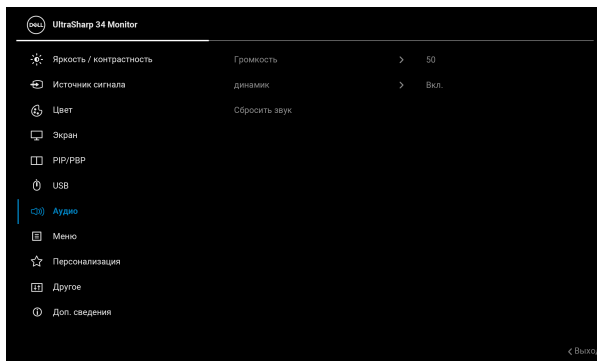 DELL UltraSharp 34 Monitor
Яркость / контрастность Громкость 50
Источник сигнала динамик Вкл.
Цвет Сбросить звук
Экран
PIP/PBP
USB
Аудио
Меню
Персонализация
Другое
Доп. сведения
Выхо